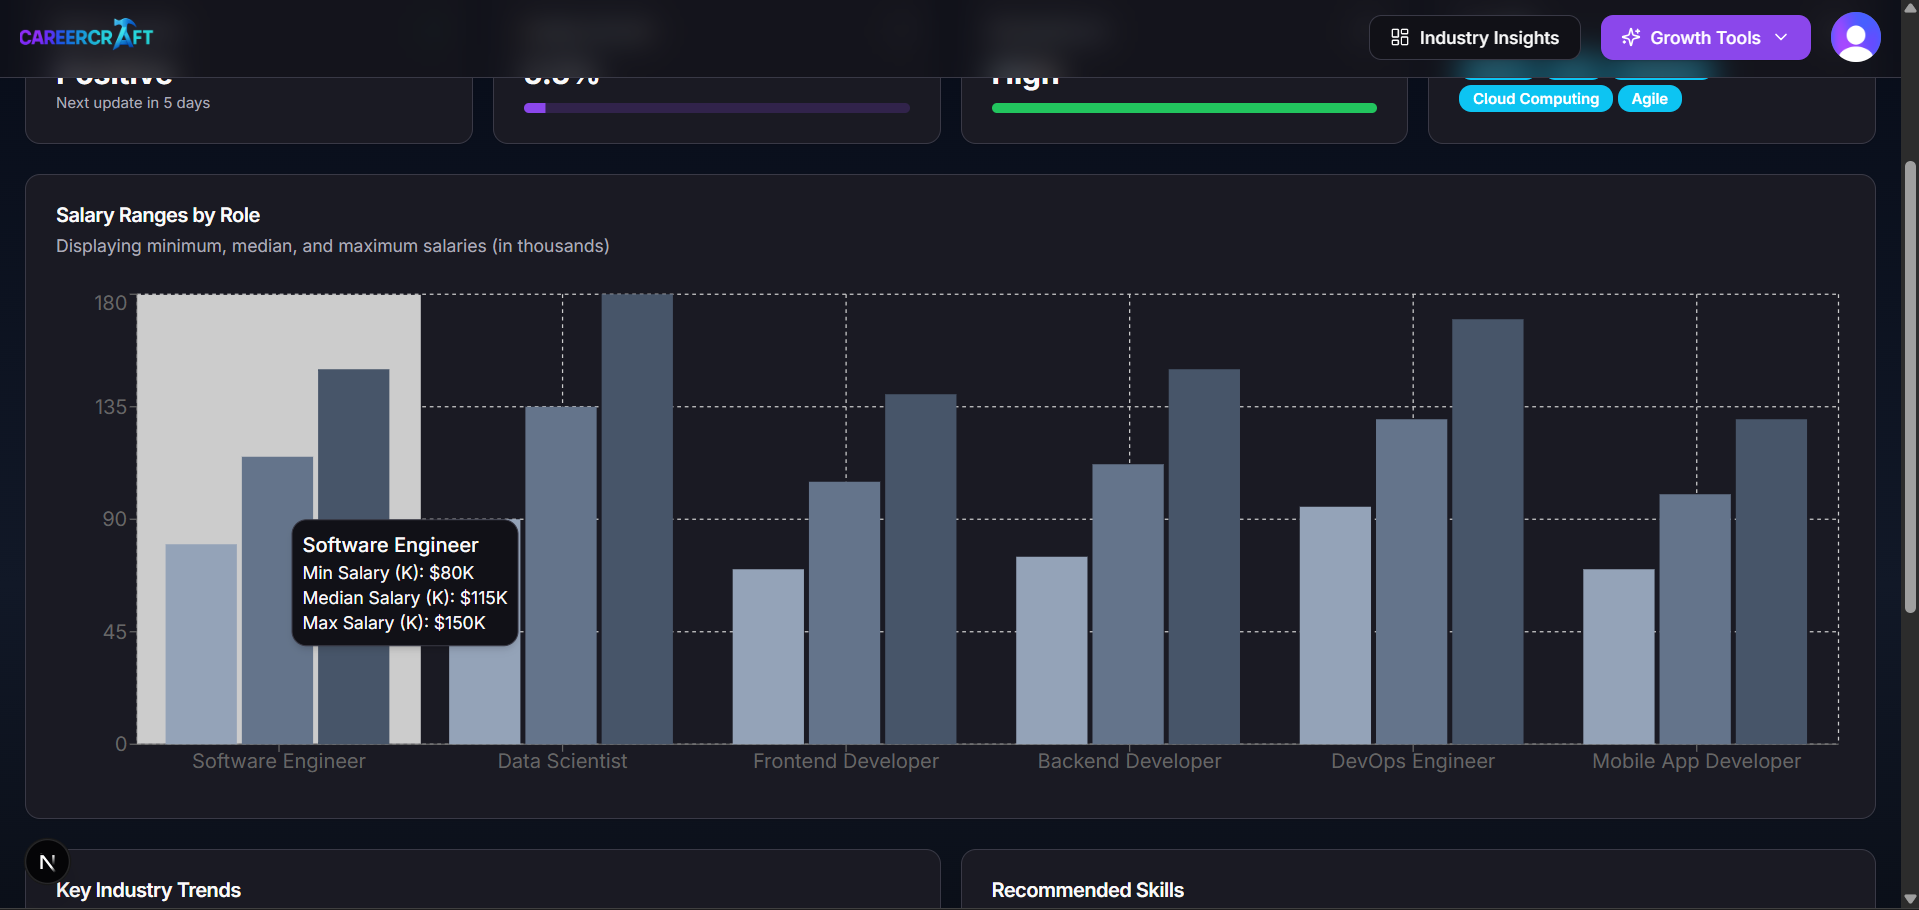 CAREERCRAFT
Industry Insights
Growth Tools
Positive
Next update in 5 days
High
Cloud Computing
Agile
Salary Ranges by Role
Displaying minimum, median, and maximum salaries (in thousands)
180
135
90
45
0
Software Engineer
Min Salary (K): $80K
Median Salary (K): $115K
Max Salary (K): $150K
Software Engineer
Data Scientist
Frontend Developer
Backend Developer
DevOps Engineer
Mobile App Developer
N
Key Industry Trends
Recommended Skills